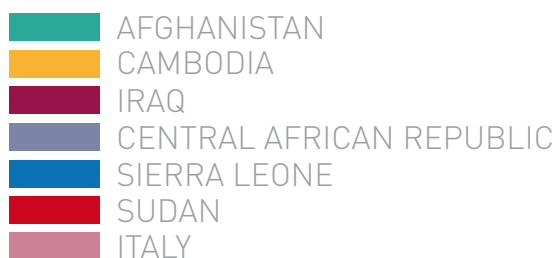 AFGHANISTAN
CAMBODIA
IRAQ
CENTRAL AFRICAN REPUBLIC
SIERRA LEONE
SUDAN
ITALY